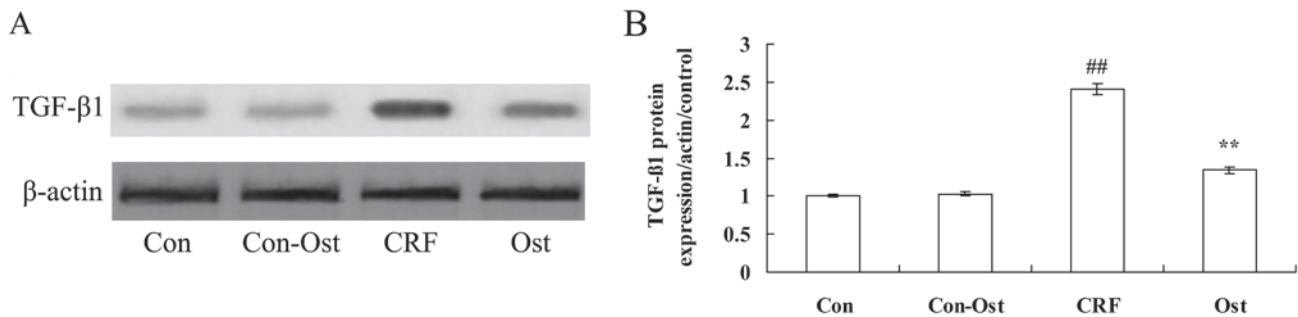 A
TGF-β1
β-actin
Con Con-Ost CRF Ost
B
TGF-ß1 protein
expression/actin/control
3
2.5
2
1.5
1
0.5
0
##
**
Con Con-Ost CRF Ost